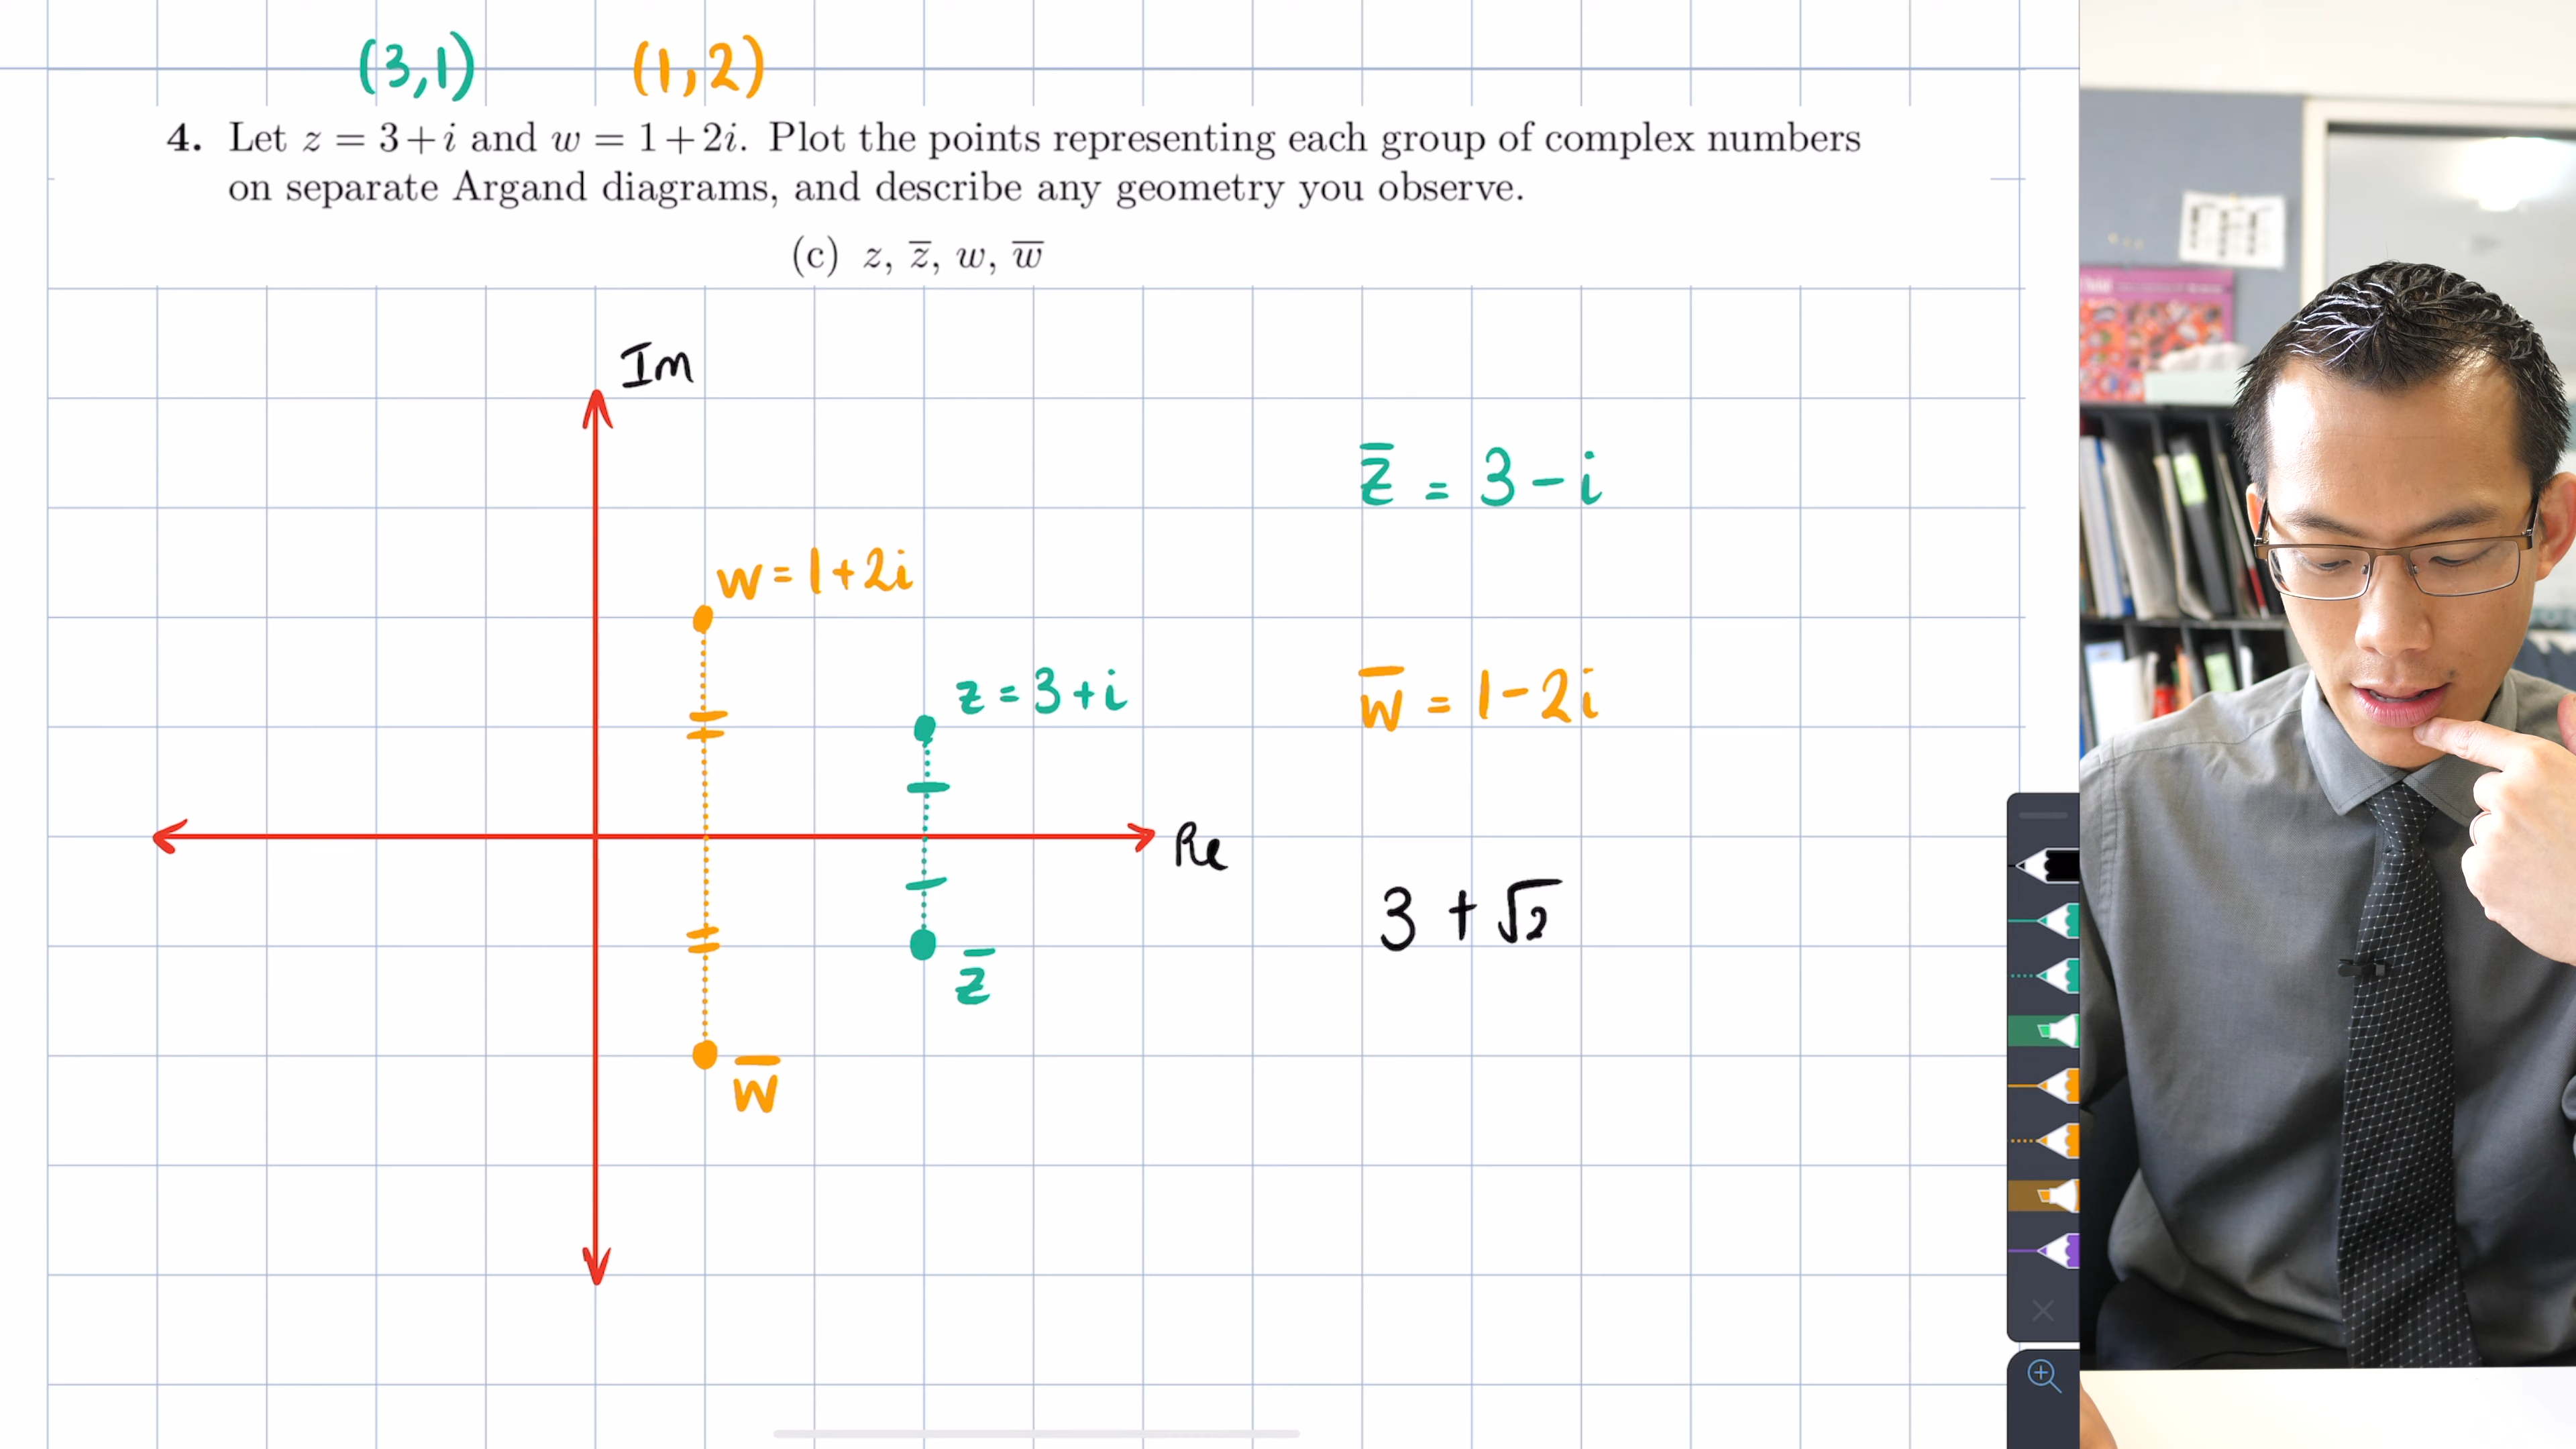 (3,1) (1,2)
4. Let z = 3+i and w = 1+2i. Plot the points representing each group of complex numbers
on separate Argand diagrams, and describe any geometry you observe.
(c) z, z̅, w, w̅
Im
z̅ = 3 - i
w = 1+2i
z = 3+i
w̅ = 1-2i
Re
3 + √2
z̅
w̅